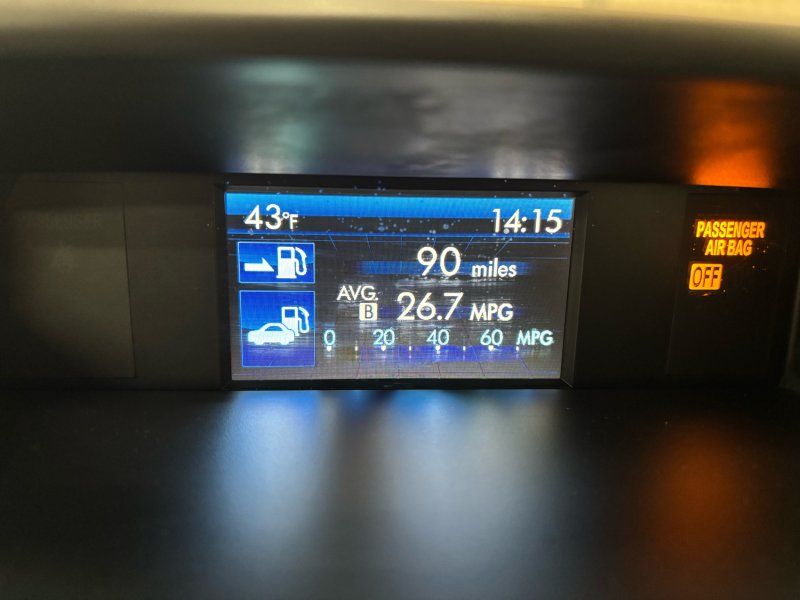 43°F 14:15
90 miles
AVG.
B 26.7 MPG
0 20 40 60 MPG
PASSENGER
AIR BAG
OFF